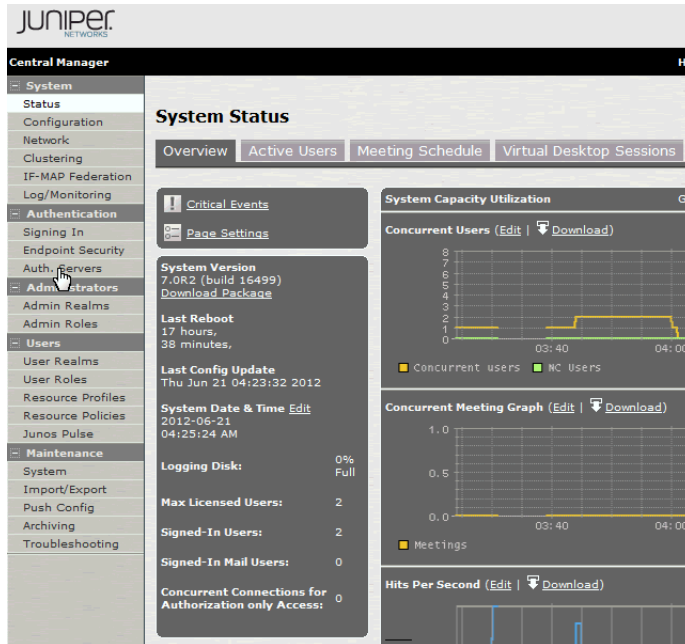 JUNIPER
NETWORKS
Central Manager
System
Status
Configuration
Network
Clustering
IF-MAP Federation
Log/Monitoring
Authentication
Signing In
Endpoint Security
Auth. Servers
Administrators
Admin Realms
Admin Roles
Users
User Realms
User Roles
Resource Profiles
Resource Policies
Junos Pulse
Maintenance
System
Import/Export
Push Config
Archiving
Troubleshooting
System Status
Overview Active Users Meeting Schedule Virtual Desktop Sessions
Critical Events
Page Settings
System Version
7.0R2 (build 16499)
Download Package
Last Reboot
17 hours,
38 minutes,
Last Config Update
Thu Jun 21 04:23:32 2012
System Date & Time Edit
2012-06-21
04:25:24 AM
Logging Disk: 0%
Full
Max Licensed Users: 2
Signed-In Users: 2
Signed-In Mail Users: 0
Concurrent Connections for
Authorization only Access: 0
System Capacity Utilization
Concurrent Users (Edit | Download)
8
7
6
5
4
3
2
1
0
03:40 04:00
Concurrent users NC Users
Concurrent Meeting Graph (Edit | Download)
1.0
0.5
0.0
03:40 04:00
Meetings
Hits Per Second (Edit | Download)